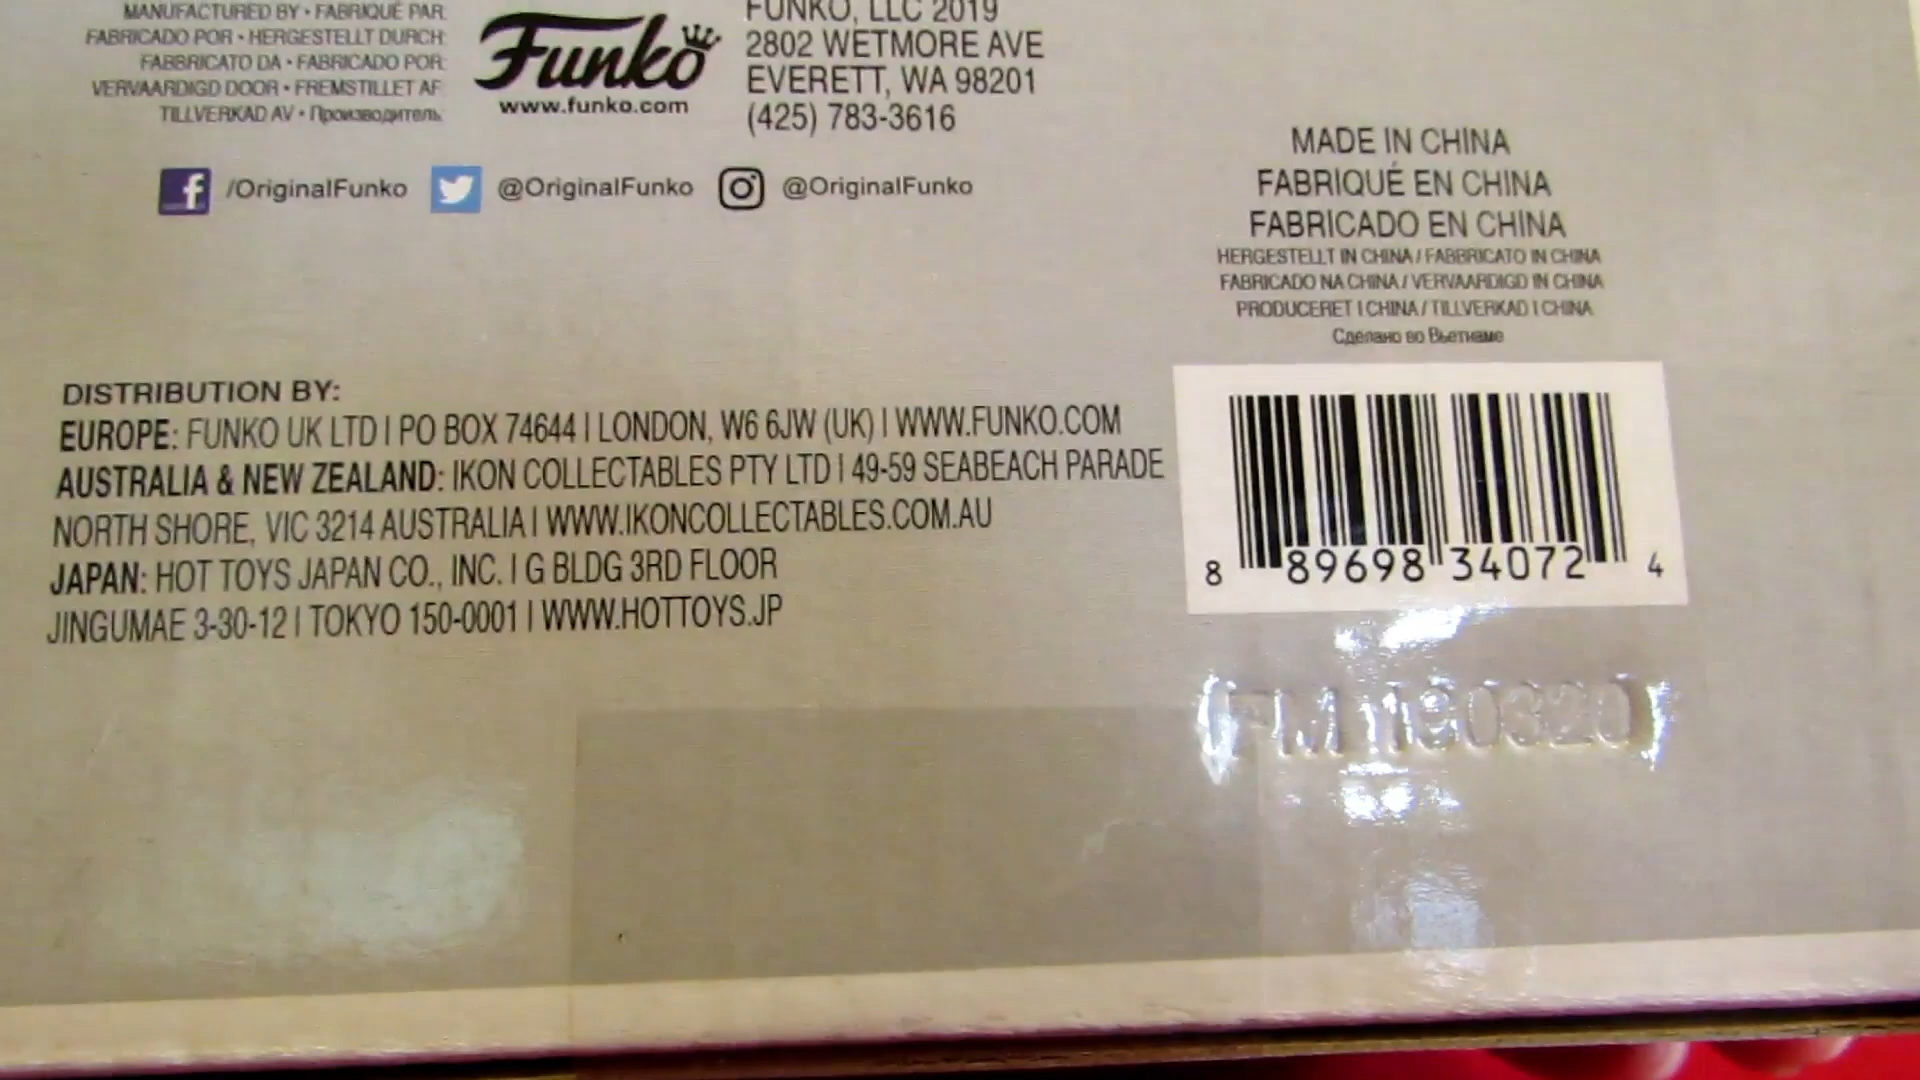 MANUFACTURED BY • FABRIQUÉ PAR:
FABRICADO POR • HERGESTELLT DURCH:
FABBRICATO DA • FABRICADO POR:
VERVAARDIGD DOOR • FREMSTILLET AF:
TILLVERKAD AV • Производитель:
Funko
www.funko.com
FUNKO, LLC 2019
2802 WETMORE AVE
EVERETT, WA 98201
(425) 783-3616
/OriginalFunko @OriginalFunko @OriginalFunko
MADE IN CHINA
FABRIQUÉ EN CHINA
FABRICADO EN CHINA
HERGESTELLT IN CHINA / FABBRICATO IN CHINA
FABRICADO NA CHINA / VERVAARDIGD IN CHINA
PRODUCERET I CHINA / TILLVERKAD I CHINA
Сделано во Вьетнаме
DISTRIBUTION BY:
EUROPE: FUNKO UK LTD | PO BOX 74644 | LONDON, W6 6JW (UK) | WWW.FUNKO.COM
AUSTRALIA & NEW ZEALAND: IKON COLLECTABLES PTY LTD | 49-59 SEABEACH PARADE
NORTH SHORE, VIC 3214 AUSTRALIA | WWW.IKONCOLLECTABLES.COM.AU
JAPAN: HOT TOYS JAPAN CO., INC. | G BLDG 3RD FLOOR
JINGUMAE 3-30-12 | TOKYO 150-0001 | WWW.HOTTOYS.JP
8 89698 34072 4
FM 190320